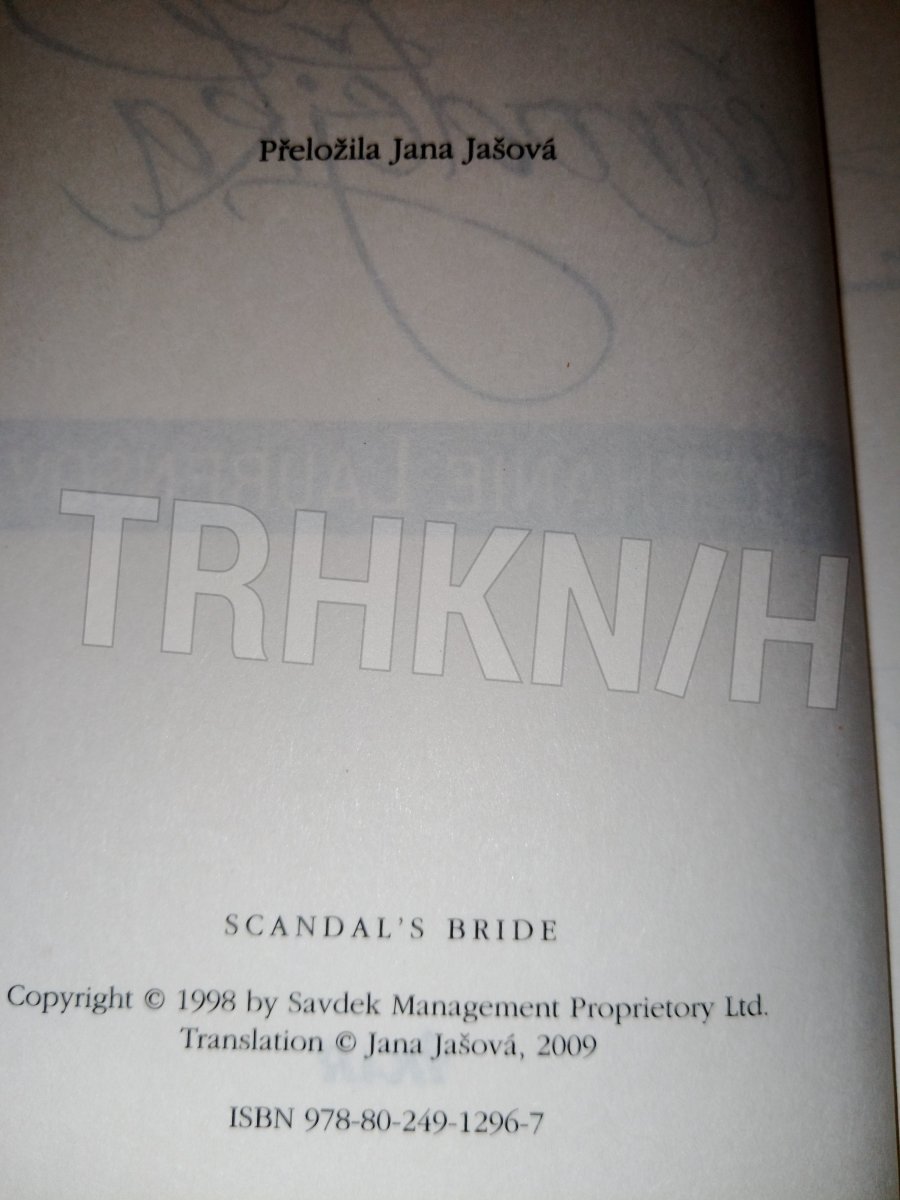 Přeložila Jana Jašová
TRHKN/H
SCANDAL'S BRIDE
Copyright © 1998 by Savdek Management Proprietory Ltd.
Translation © Jana Jašová, 2009
ISBN 978-80-249-1296-7